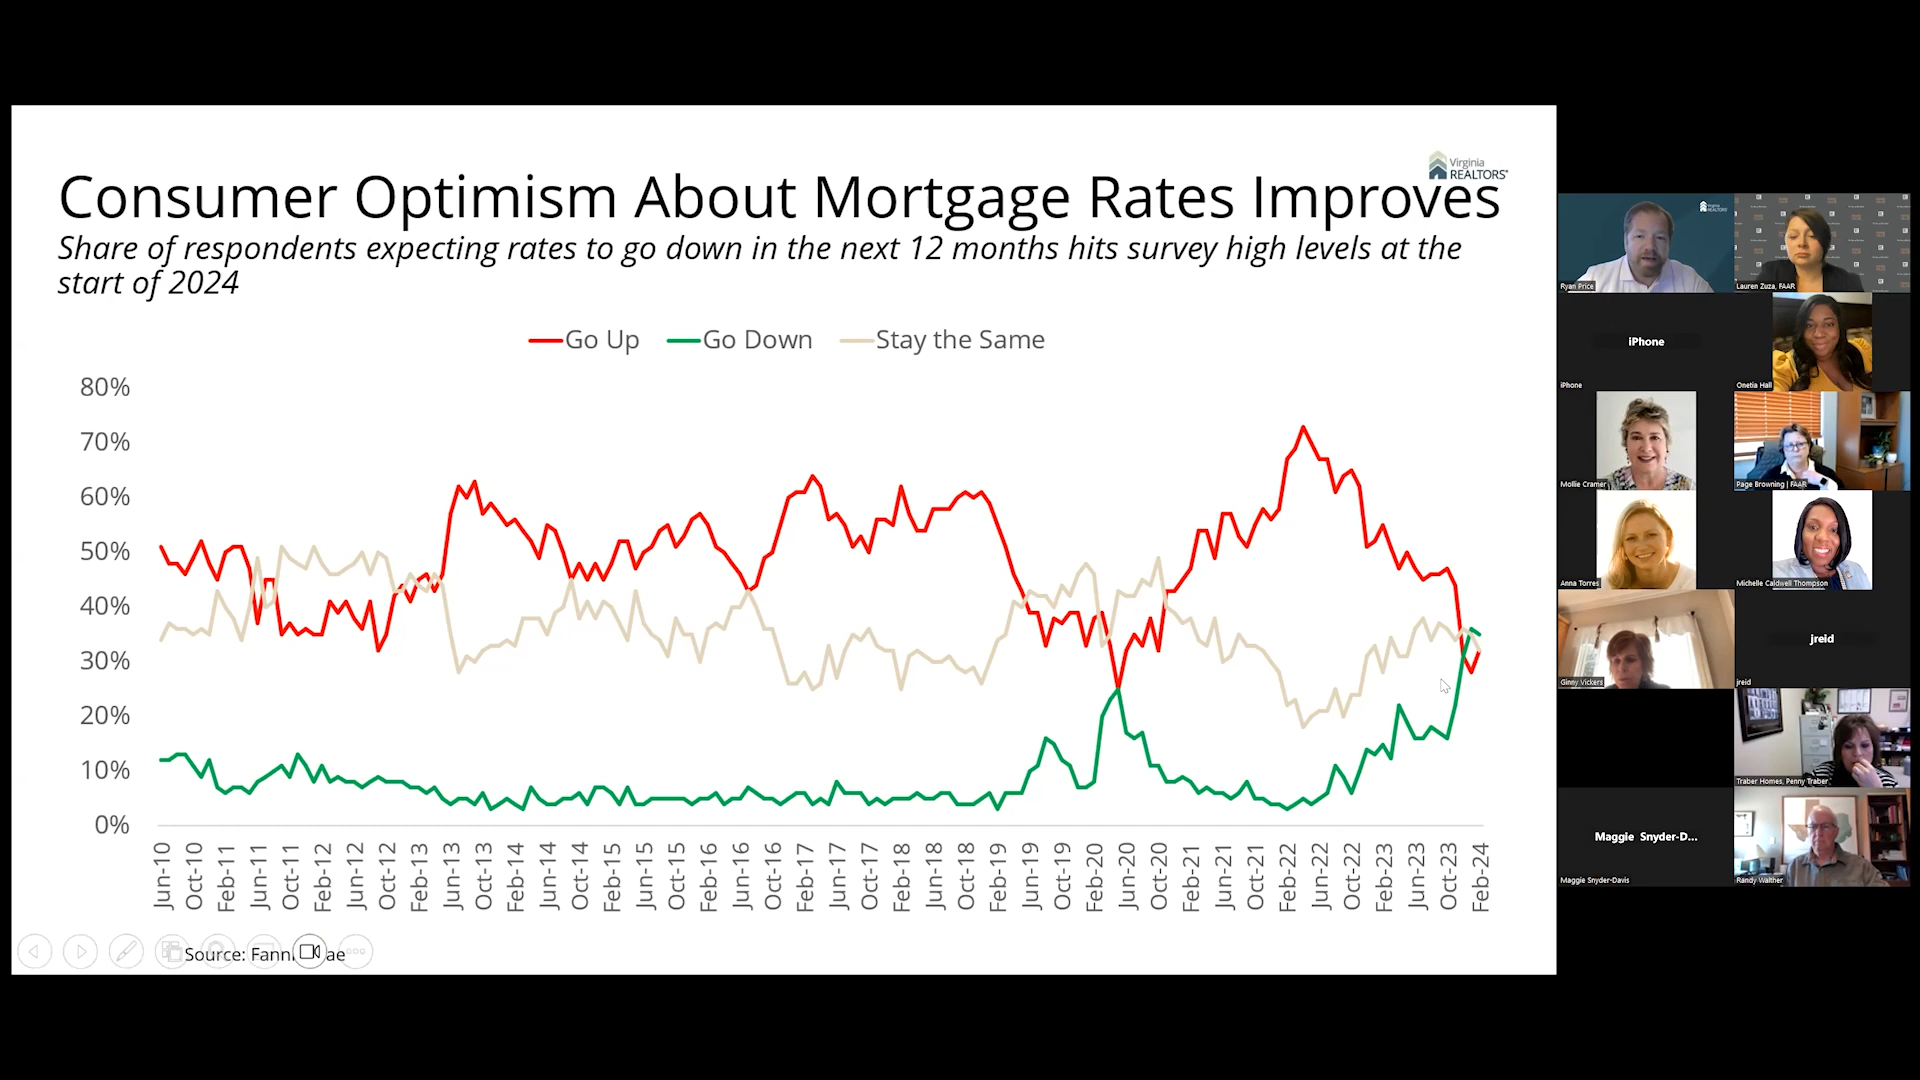 Virginia
REALTORS®
Consumer Optimism About Mortgage Rates Improves
Share of respondents expecting rates to go down in the next 12 months hits survey high levels at the
start of 2024
Go Up Go Down Stay the Same
80%
70%
60%
50%
40%
30%
20%
10%
0%
Jun-10 Oct-10 Feb-11 Jun-11 Oct-11 Feb-12 Jun-12 Oct-12 Feb-13 Jun-13 Oct-13 Feb-14 Jun-14 Oct-14 Feb-15 Jun-15 Oct-15 Feb-16 Jun-16 Oct-16 Feb-17 Jun-17 Oct-17 Feb-18 Jun-18 Oct-18 Feb-19 Jun-19 Oct-19 Feb-20 Jun-20 Oct-20 Feb-21 Jun-21 Oct-21 Feb-22 Jun-22 Oct-22 Feb-23 Jun-23 Oct-23 Feb-24
Source:
Ryan Price
Lauren Zuza, FAAR
iPhone
iPhone
Onetia Hall
Mollie Cramer
Page Browning | FAAR
Anna Torres
Michelle Caldwell Thompson
Ginny Vickers
jreid
jreid
Traber Homes, Penny Traber
Maggie Snyder-D...
Maggie Snyder-Davis
Randy Walther